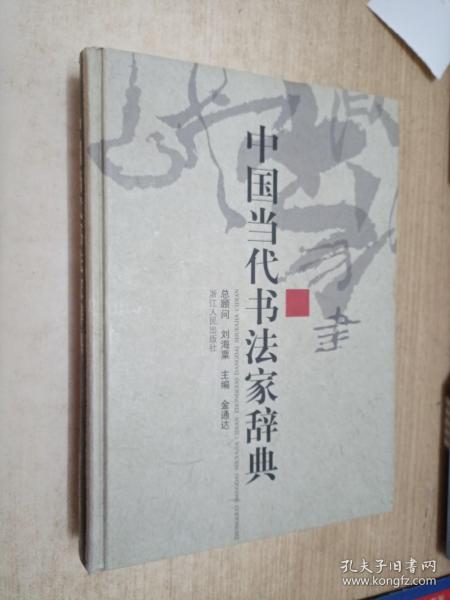 中国当代书法家辞典
总顾问 刘海粟 主编 金通达
浙江人民出版社
孔夫子旧书网
www.kongfz.com